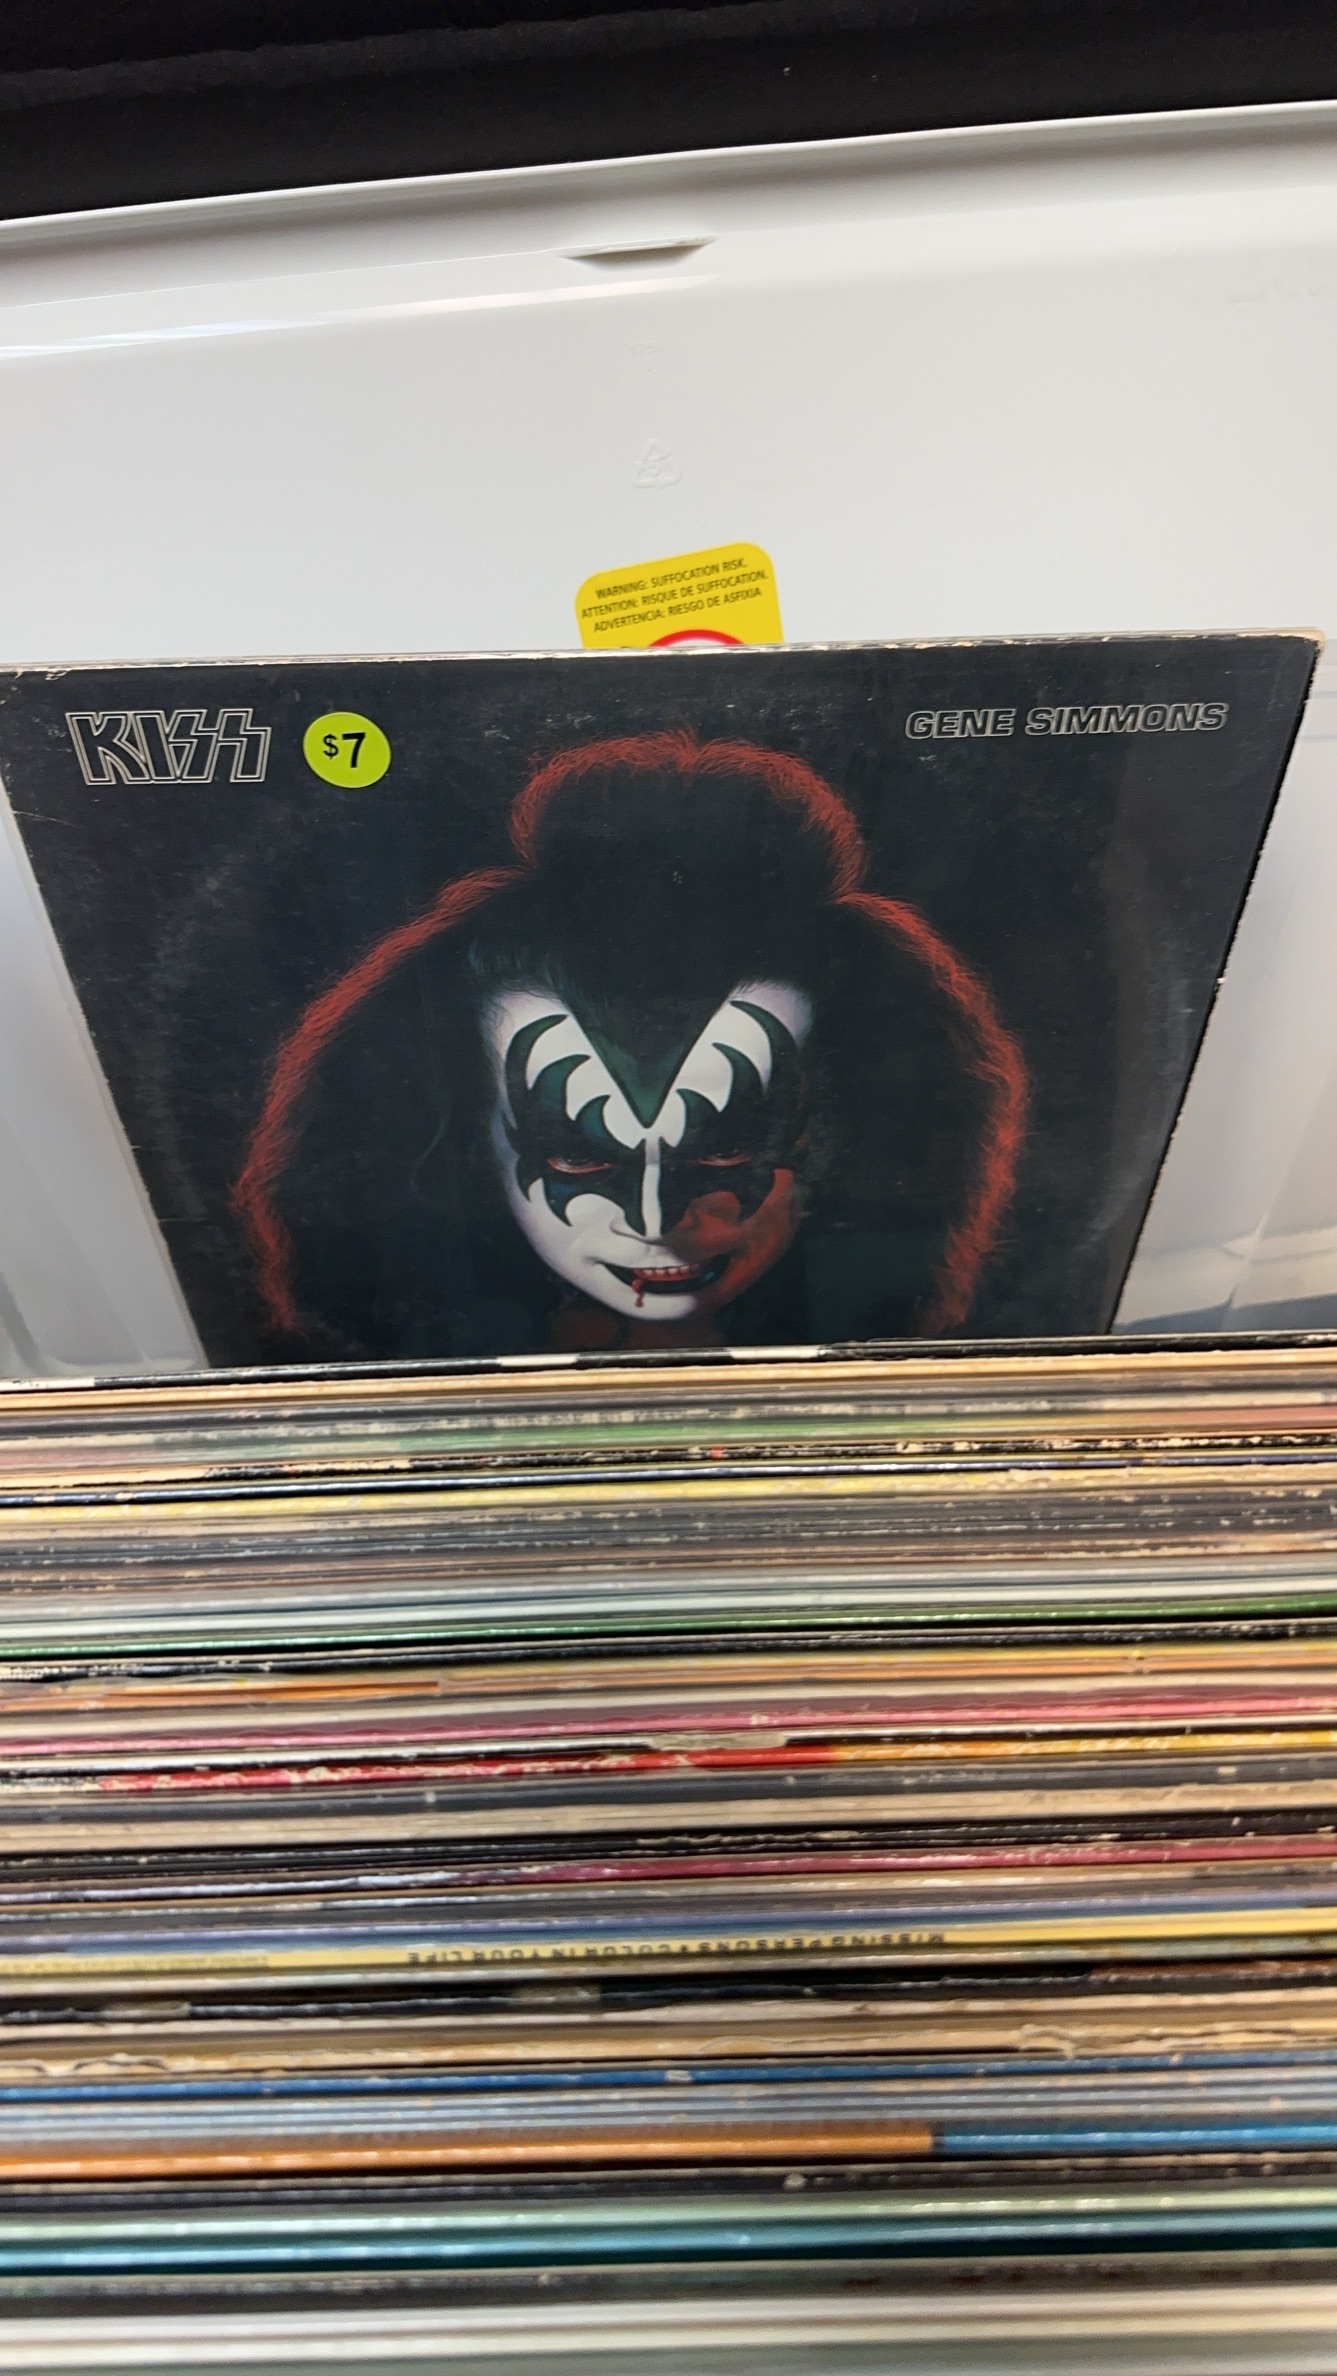 WARNING: SUFFOCATION RISK.
ATTENTION: RISQUE DE SUFFOCATION.
ADVERTENCIA: RIESGO DE ASFIXIA
KISS
$7
GENE SIMMONS
MISSING PERSONS • COLOR IN YOUR LIFE